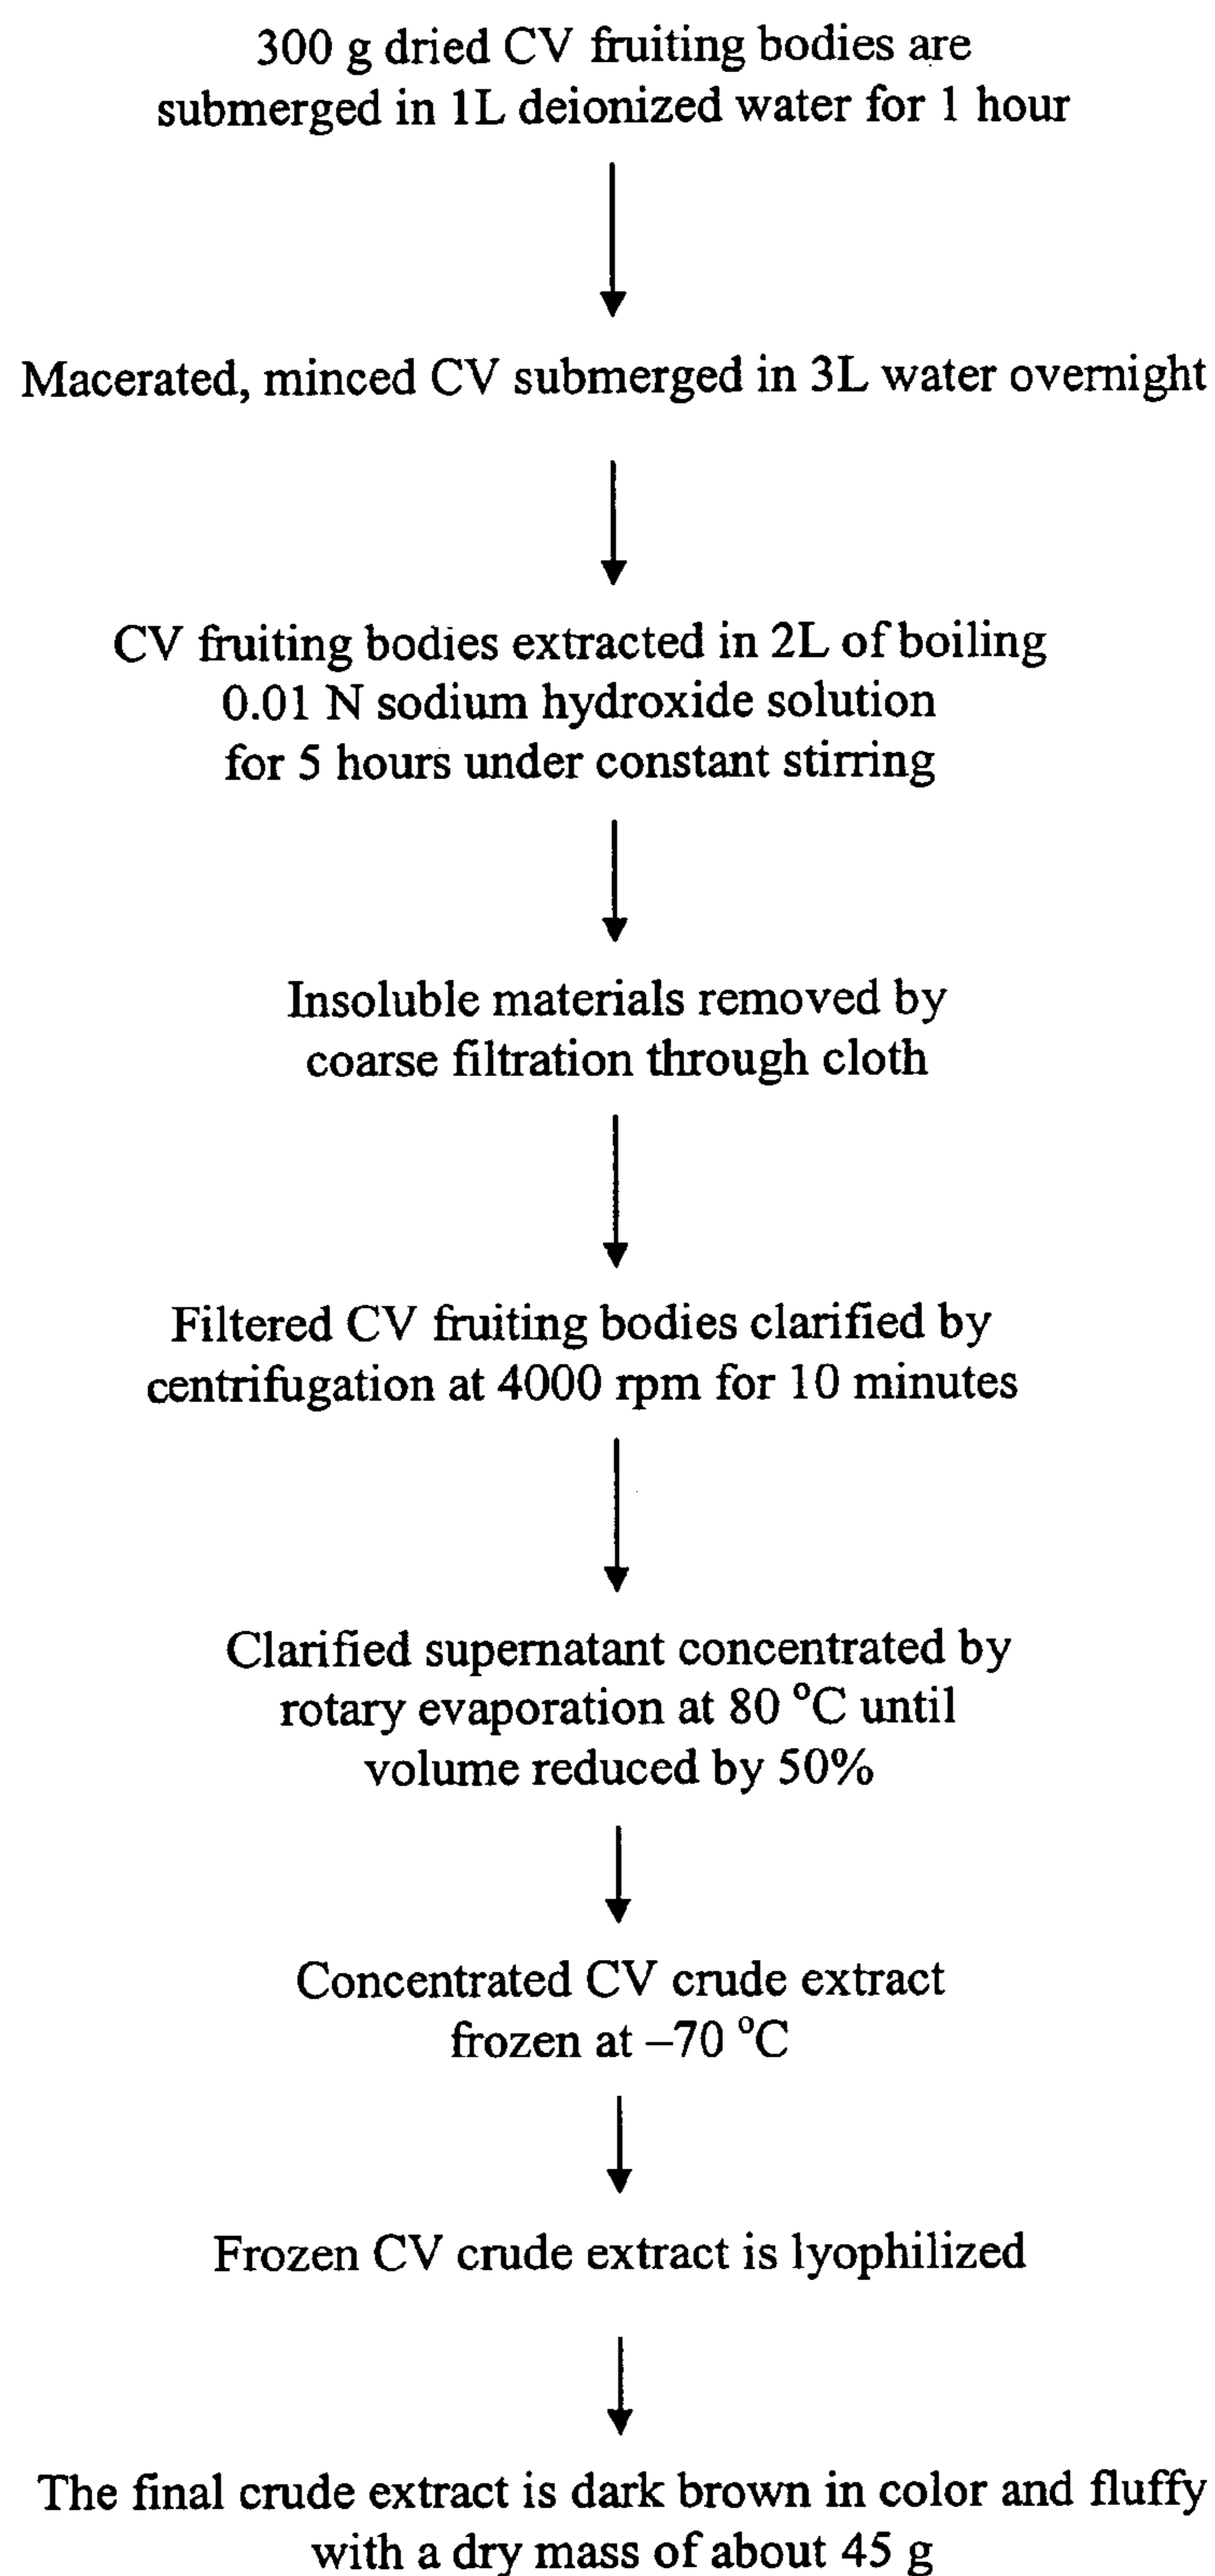 300 g dried CV fruiting bodies are
submerged in 1L deionized water for 1 hour
Macerated, minced CV submerged in 3L water overnight
CV fruiting bodies extracted in 2L of boiling
0.01 N sodium hydroxide solution
for 5 hours under constant stirring
Insoluble materials removed by
coarse filtration through cloth
Filtered CV fruiting bodies clarified by
centrifugation at 4000 rpm for 10 minutes
Clarified supernatant concentrated by
rotary evaporation at 80 °C until
volume reduced by 50%
Concentrated CV crude extract
frozen at –70 °C
Frozen CV crude extract is lyophilized
The final crude extract is dark brown in color and fluffy
with a dry mass of about 45 g